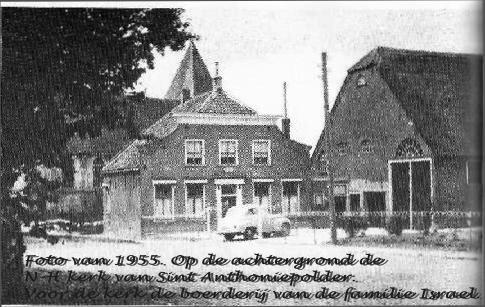 Foto van 1955. Op de achtergrond de
N-H kerk van Sint Anthoniepolder.
Voor de kerk de boerderij van de familie Israel